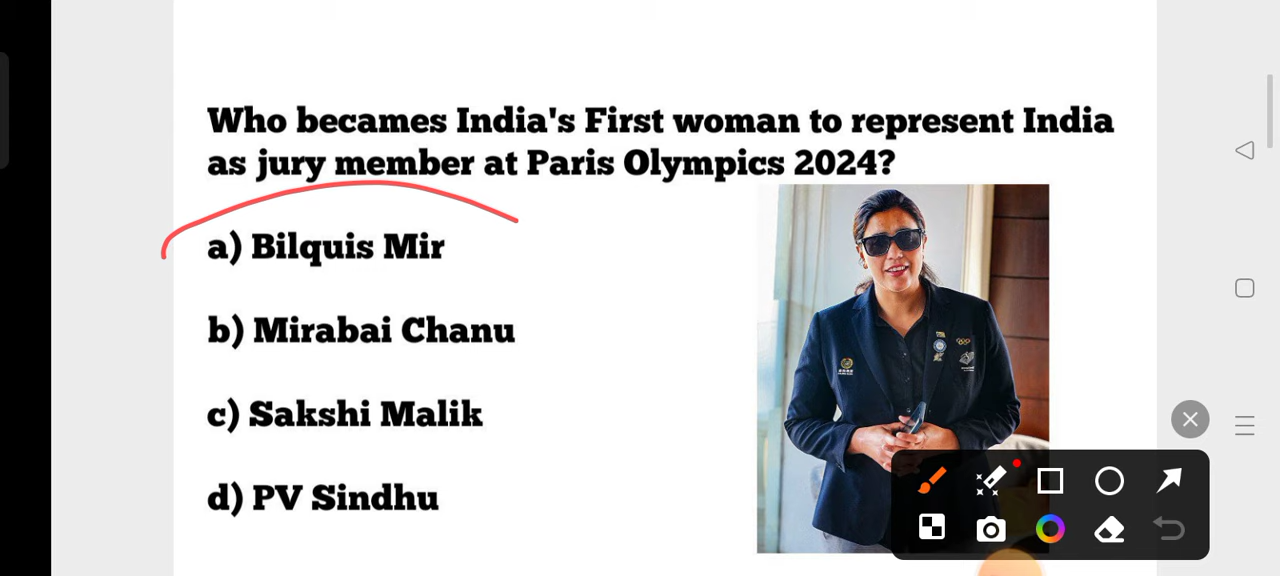 Who becames India's First woman to represent India
as jury member at Paris Olympics 2024?
a) Bilquis Mir
b) Mirabai Chanu
c) Sakshi Malik
d) PV Sindhu